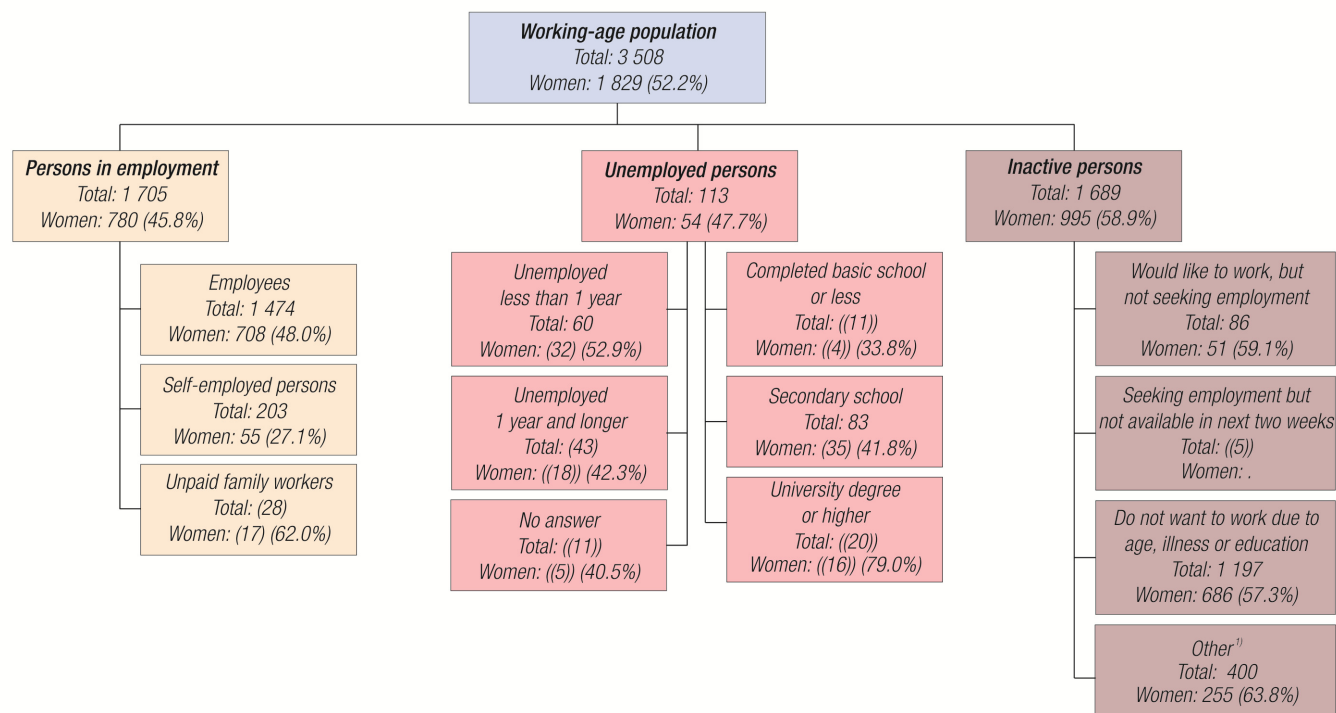 Working-age population
Total: 3 508
Women: 1 829 (52.2%)
Persons in employment
Total: 1 705
Women: 780 (45.8%)
Employees
Total: 1 474
Women: 708 (48.0%)
Self-employed persons
Total: 203
Women: 55 (27.1%)
Unpaid family workers
Total: (28)
Women: (17) (62.0%)
Unemployed persons
Total: 113
Women: 54 (47.7%)
Unemployed
less than 1 year
Total: 60
Women: (32) (52.9%)
Unemployed
1 year and longer
Total: (43)
Women: ((18)) (42.3%)
No answer
Total: ((11))
Women: ((5)) (40.5%)
Completed basic school
or less
Total: ((11))
Women: ((4)) (33.8%)
Secondary school
Total: 83
Women: (35) (41.8%)
University degree
or higher
Total: ((20))
Women: ((16)) (79.0%)
Inactive persons
Total: 1 689
Women: 995 (58.9%)
Would like to work, but
not seeking employment
Total: 86
Women: 51 (59.1%)
Seeking employment but
not available in next two weeks
Total: ((5))
Women: .
Do not want to work due to
age, illness or education
Total: 1 197
Women: 686 (57.3%)
Other 1)
Total: 400
Women: 255 (63.8%)